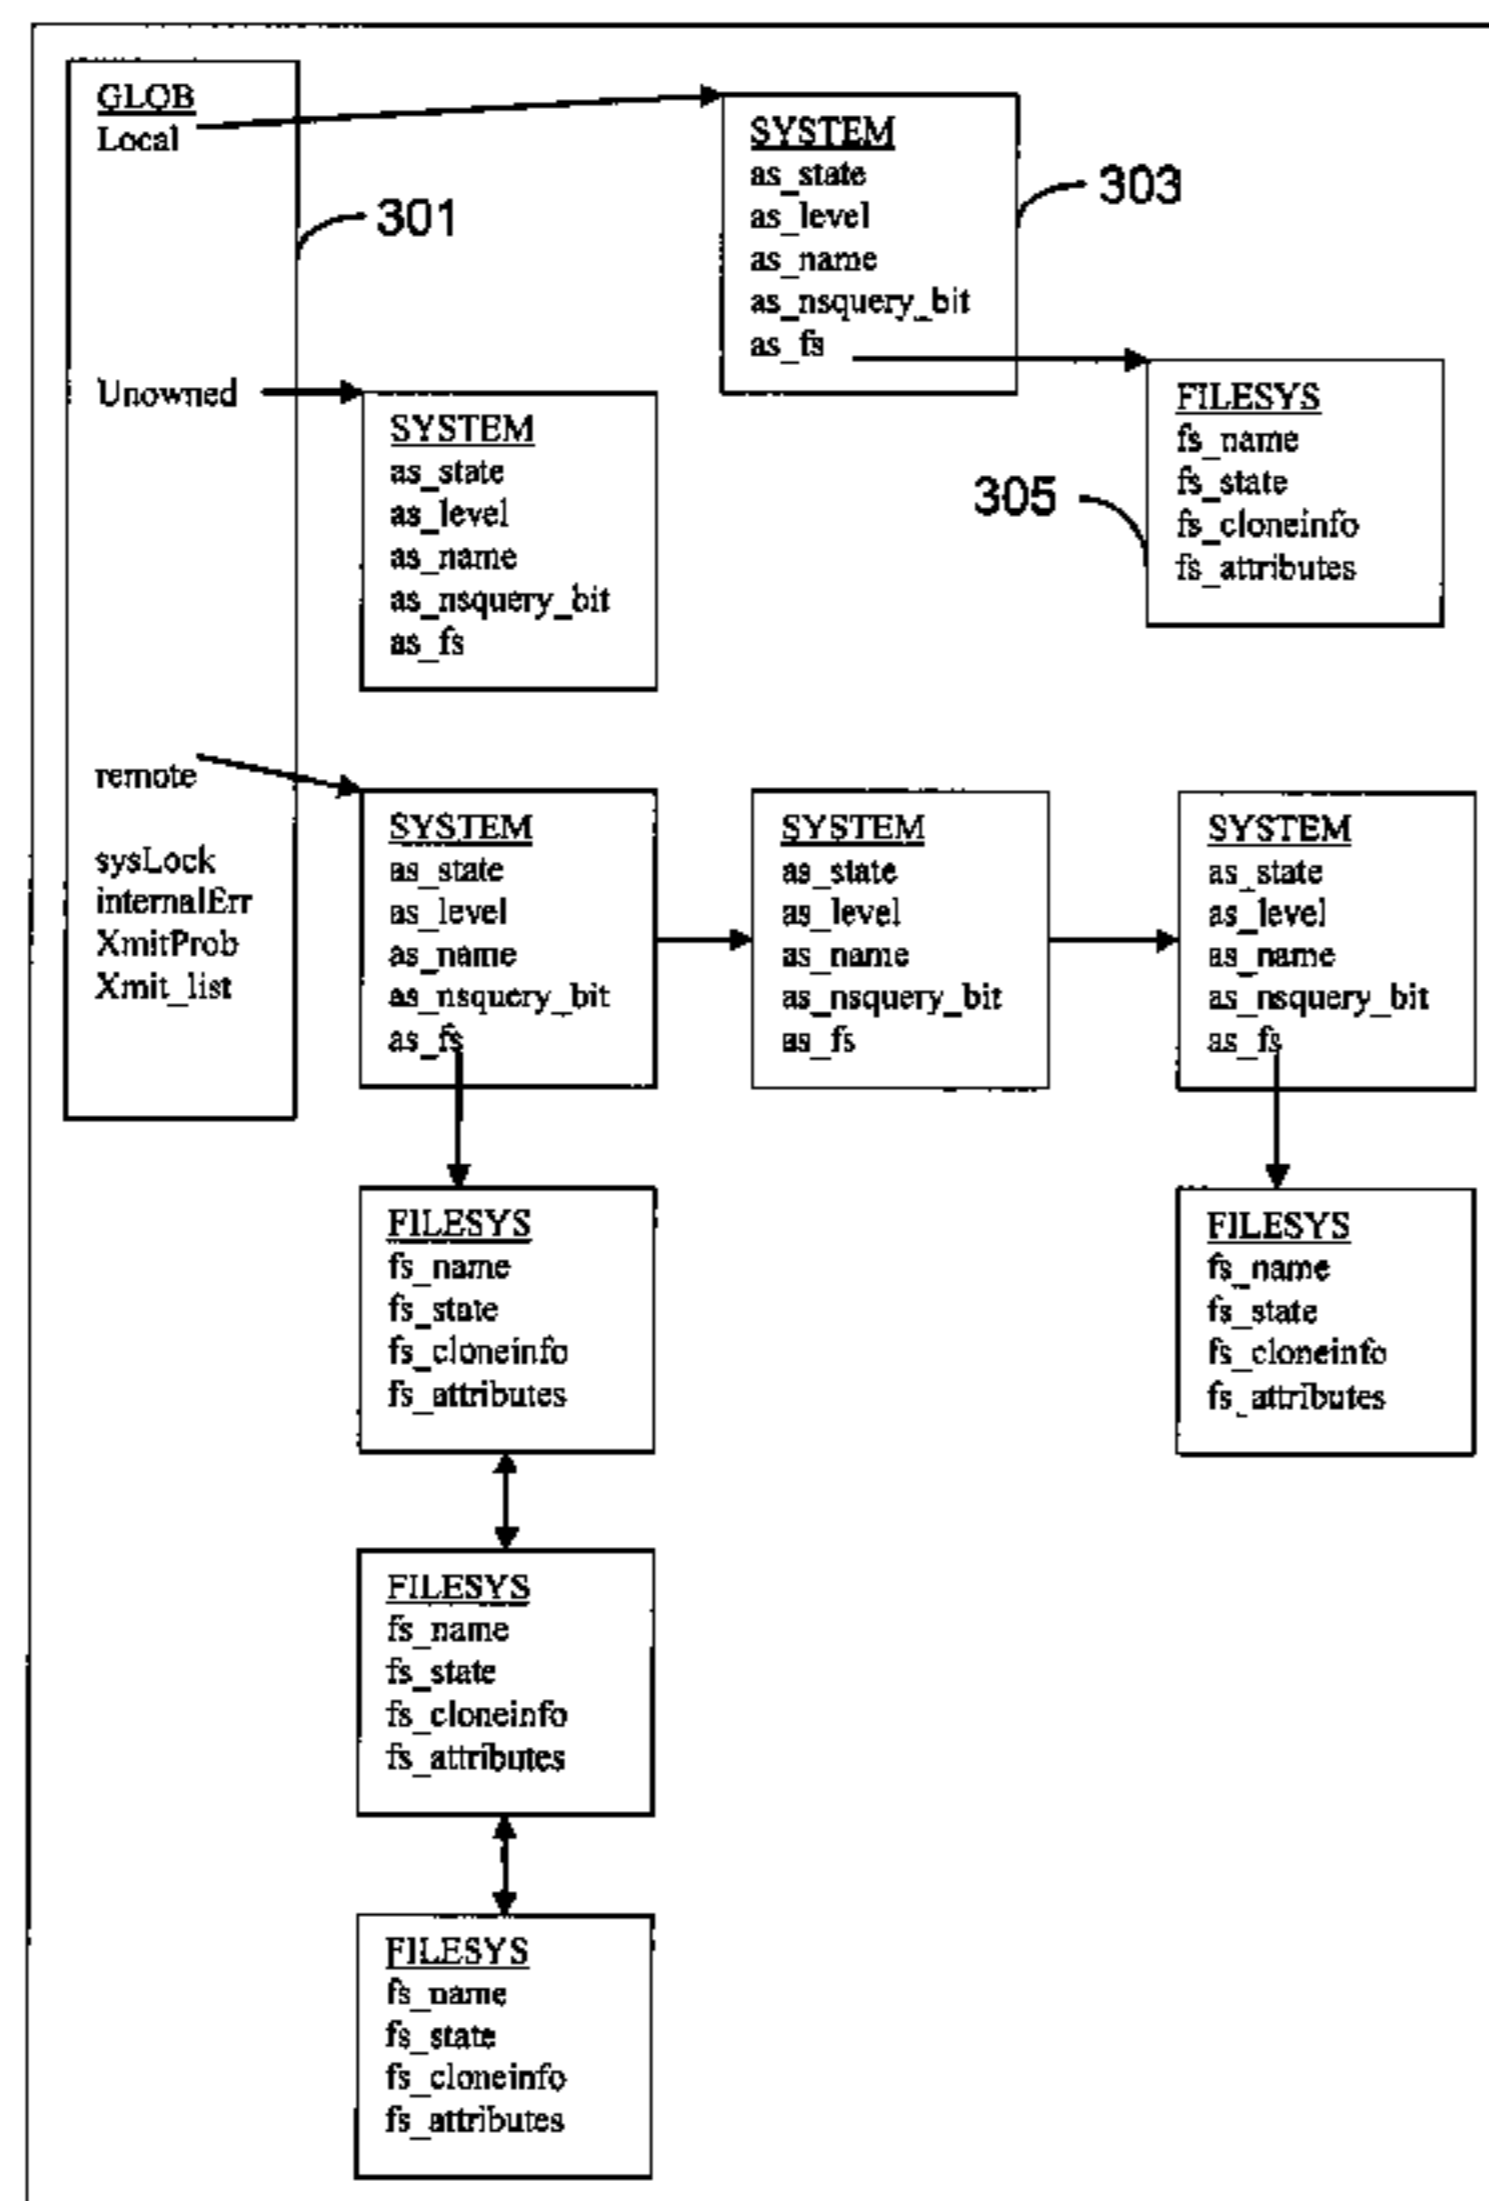 GLOB
Local
301
Unowned
remote
sysLock
internalErr
XmitProb
Xmit_list
SYSTEM
as_state
as_level
as_name
as_nsquery_bit
as_fs
303
FILESYS
fs_name
fs_state
fs_cloneinfo
fs_attributes
305
SYSTEM
as_state
as_level
as_name
as_nsquery_bit
as_fs
SYSTEM
as_state
as_level
as_name
as_nsquery_bit
as_fs
SYSTEM
as_state
as_level
as_name
as_nsquery_bit
as_fs
SYSTEM
as_state
as_level
as_name
as_nsquery_bit
as_fs
FILESYS
fs_name
fs_state
fs_cloneinfo
fs_attributes
FILESYS
fs_name
fs_state
fs_cloneinfo
fs_attributes
FILESYS
fs_name
fs_state
fs_cloneinfo
fs_attributes
FILESYS
fs_name
fs_state
fs_cloneinfo
fs_attributes